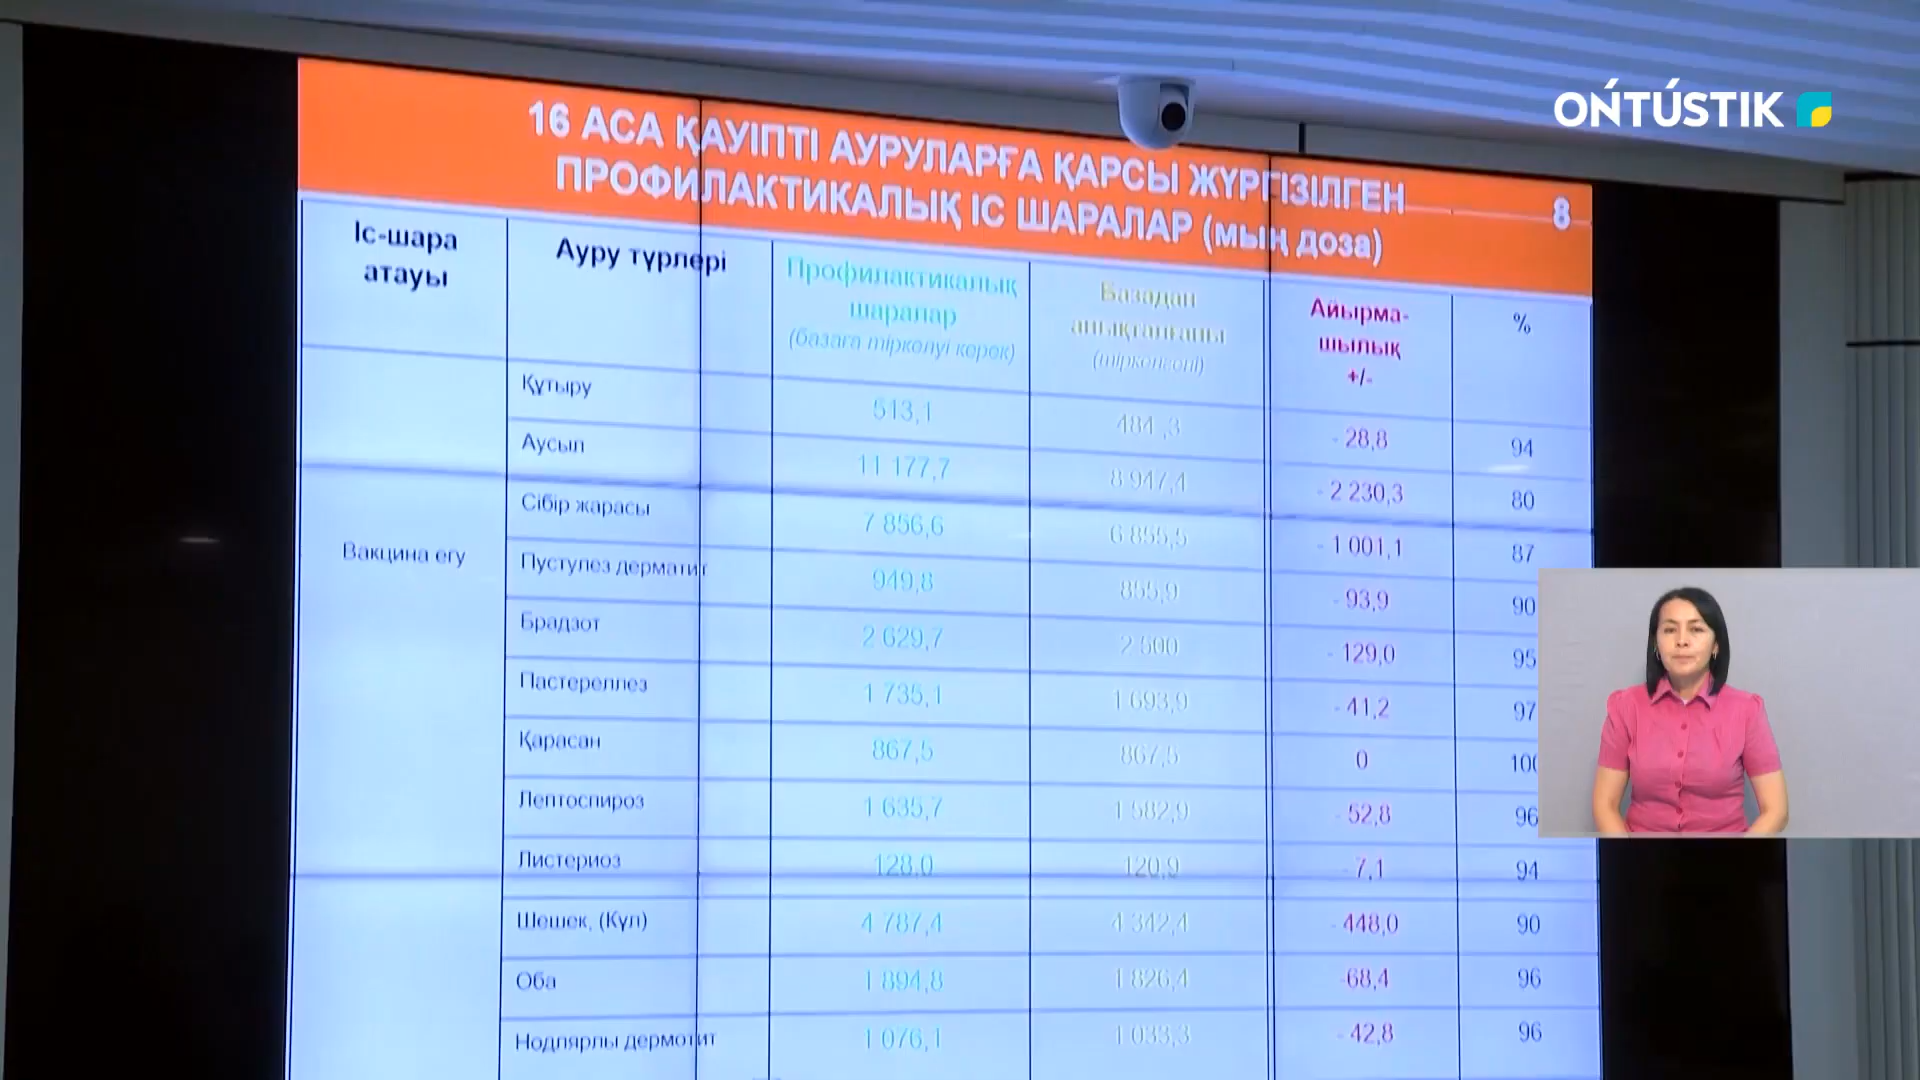 OŃTÚSTIK
16 АСА ҚАУІПТІ АУРУЛАРҒА ҚАРСЫ ЖҮРГІЗІЛГЕН
ПРОФИЛАКТИКАЛЫҚ ІС ШАРАЛАР (мың доза)
8
Іс-шара
атауы
Ауру түрлері
Профилактикалық
шаралар
(базаға тіркелуі керек)
Базадан
анықталғаны
(тіркелгені)
Айырма-
шылық
+/-
%
Вакцина егу
Құтыру 513,1 484 ,3 - 28,8 94
Аусыл 11 177,7 8 947,4 - 2 230,3 80
Сібір жарасы 7 856,6 6 855,5 - 1 001,1 87
Пустулез дерматит 949,8 855,9 - 93,9 90
Брадзот 2 629,7 2 500 - 129,0 95
Пастереллез 1 735,1 1 693,9 - 41,2 97
Қарасан 867,5 867,5 0 100
Лептоспироз 1 635,7 1 582,9 - 52,8 96
Листериоз 128,0 120,9 - 7,1 94
Шешек, (Күл) 4 787,4 4 342,4 - 448,0 90
Оба 1 894,8 1 826,4 -68,4 96
Нодлярлы дермотит 1 076,1 1 033,3 - 42,8 96